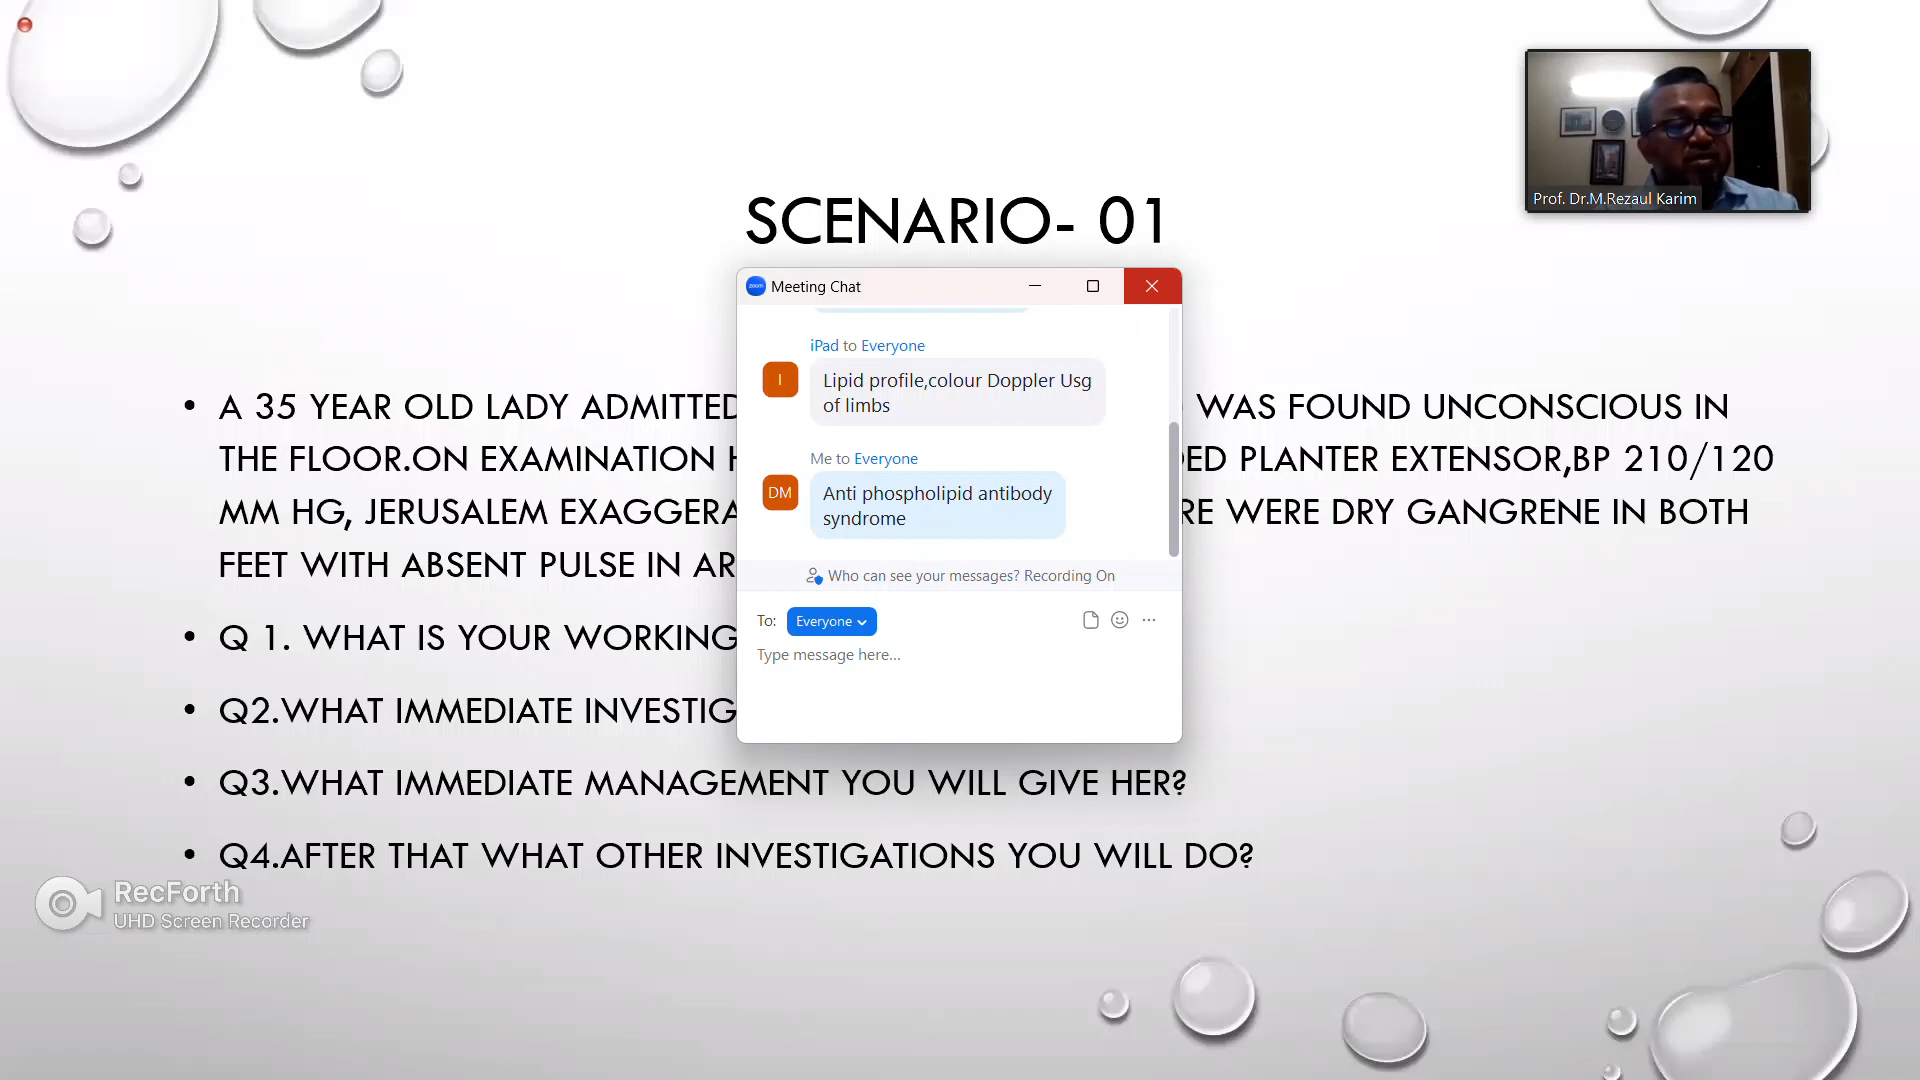 Prof. Dr.M.Rezaul Karim
SCENARIO- 01
Meeting Chat
iPad to Everyone
I
Lipid profile,colour Doppler Usg
of limbs
Me to Everyone
DM
Anti phospholipid antibody
syndrome
Who can see your messages? Recording On
To: Everyone
Type message here...
• A 35 YEAR OLD LADY ADMITTED WAS FOUND UNCONSCIOUS IN
THE FLOOR.ON EXAMINATION PLANTER EXTENSOR,BP 210/120
MM HG, JERUSALEM WERE DRY GANGRENE IN BOTH
FEET WITH ABSENT PULSE IN
• Q 1. WHAT IS YOUR WORKING
• Q2.WHAT IMMEDIATE
• Q3.WHAT IMMEDIATE MANAGEMENT YOU WILL GIVE HER?
• Q4.AFTER THAT WHAT OTHER INVESTIGATIONS YOU WILL DO?
RecForth
UHD Screen Recorder